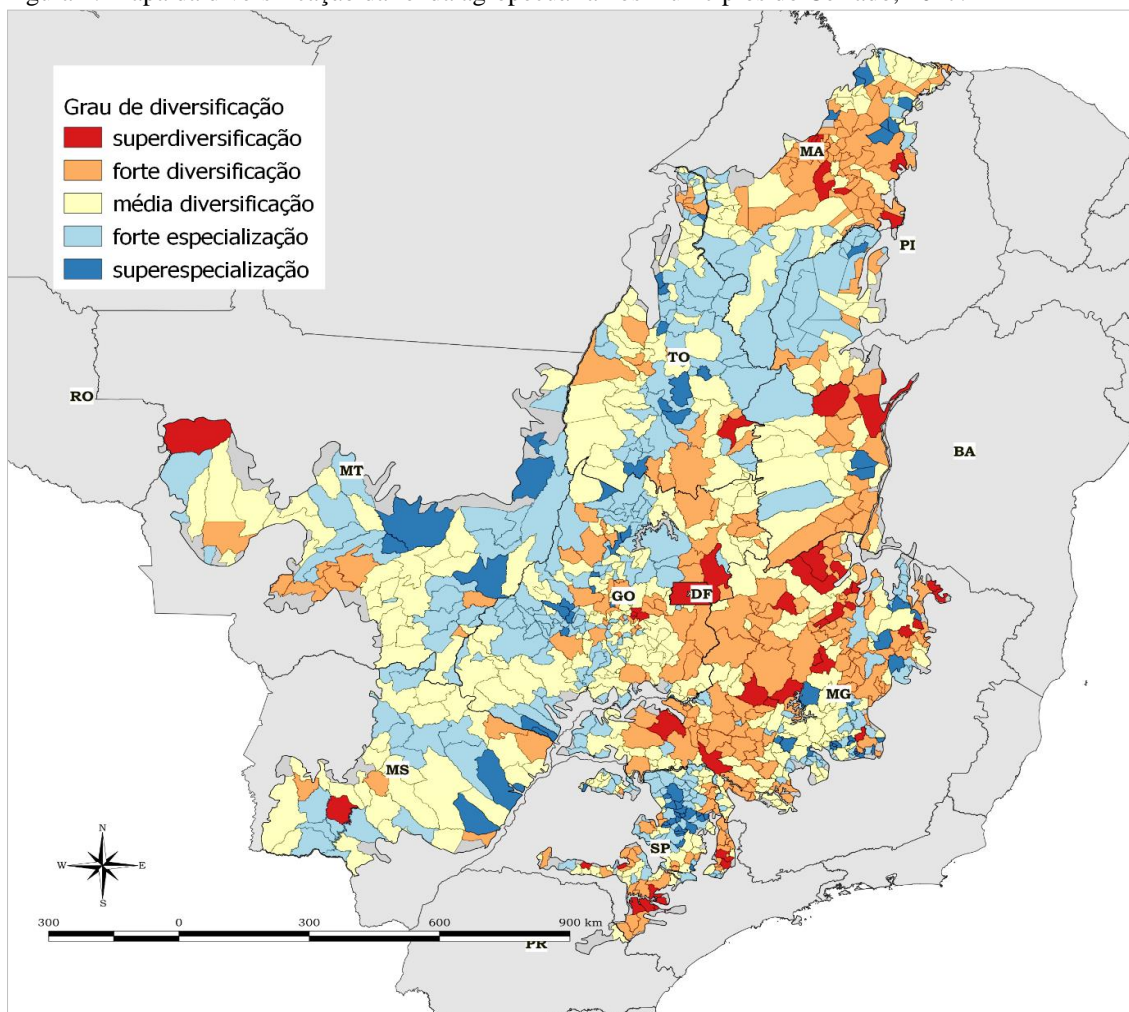 Grau de diversificação
superdiversificação
forte diversificação
média diversificação
forte especialização
superespecialização
MA
PI
TO
RO
BA
MT
GO
DF
MG
MS
SP
N
W
E
S
300 0 300 600 900 km
PR